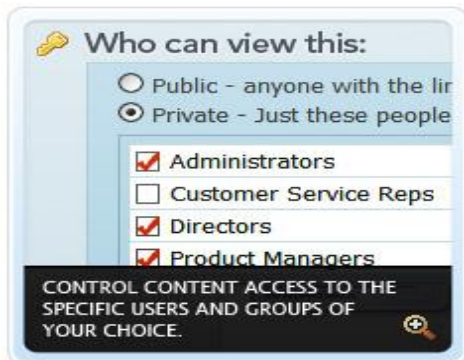 Who can view this:
Public - anyone with the lin
Private - Just these people
Administrators
Customer Service Reps
Directors
Product Managers
CONTROL CONTENT ACCESS TO THE
SPECIFIC USERS AND GROUPS OF
YOUR CHOICE.